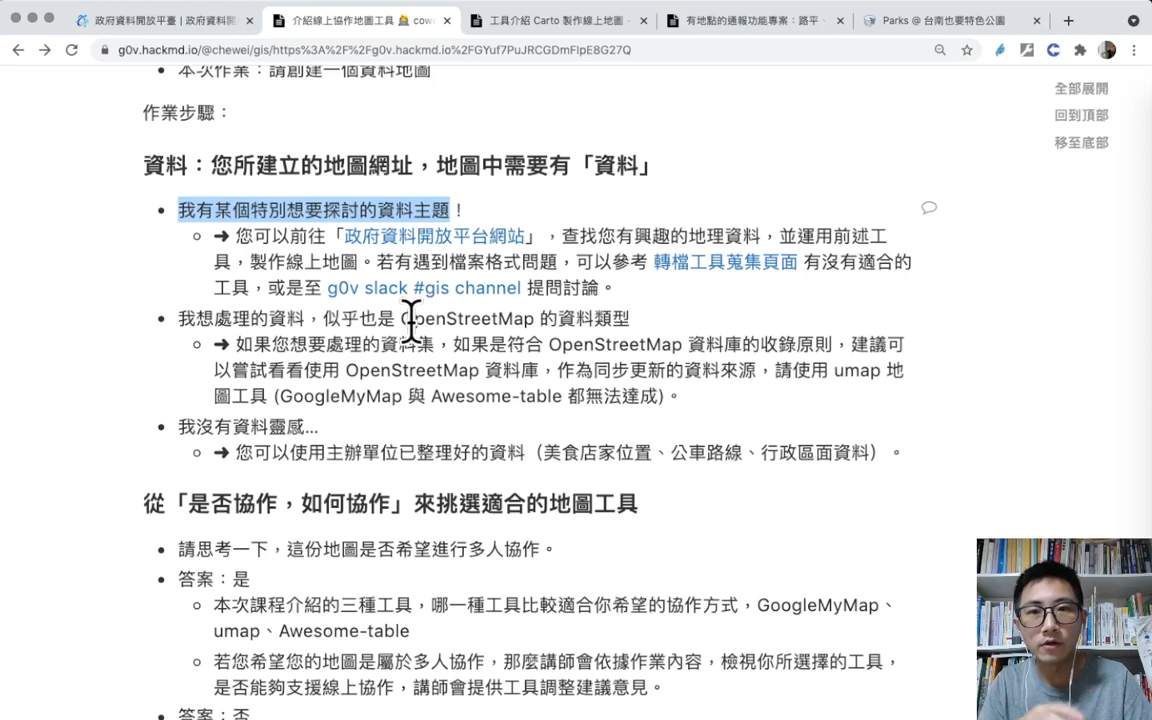 政府資料開放平臺 | 政府資料開
介紹線上協作地圖工具 🙋 cow
工具介紹 Carto 製作線上地圖 -
有地點的通報功能專案：路平、
Parks @ 台南也要特色公園
g0v.hackmd.io/@chewei/gis/https%3A%2F%2Fg0v.hackmd.io%2FGYuf7PuJRCGDmFlpE8G27Q
本次作業：請創建一個資料地圖
全部展開
回到頂部
移至底部
作業步驟：
資料：您所建立的地圖網址，地圖中需要有「資料」
我有某個特別想要探討的資料主題！
➜ 您可以前往「政府資料開放平台網站」，查找您有興趣的地理資料，並運用前述工
具，製作線上地圖。若有遇到檔案格式問題，可以參考 轉檔工具蒐集頁面 有沒有適合的
工具，或是至 g0v slack #gis channel 提問討論。
我想處理的資料，似乎也是 OpenStreetMap 的資料類型
➜ 如果您想要處理的資料集，如果是符合 OpenStreetMap 資料庫的收錄原則，建議可
以嘗試看看使用 OpenStreetMap 資料庫，作為同步更新的資料來源，請使用 umap 地
圖工具 (GoogleMyMap 與 Awesome-table 都無法達成)。
我沒有資料靈感...
➜ 您可以使用主辦單位已整理好的資料（美食店家位置、公車路線、行政區面資料）。
從「是否協作，如何協作」來挑選適合的地圖工具
請思考一下，這份地圖是否希望進行多人協作。
答案：是
本次課程介紹的三種工具，哪一種工具比較適合你希望的協作方式，GoogleMyMap、
umap、Awesome-table
若您希望您的地圖是屬於多人協作，那麼講師會依據作業內容，檢視你所選擇的工具，
是否能夠支援線上協作，講師會提供工具調整建議意見。
答案：否